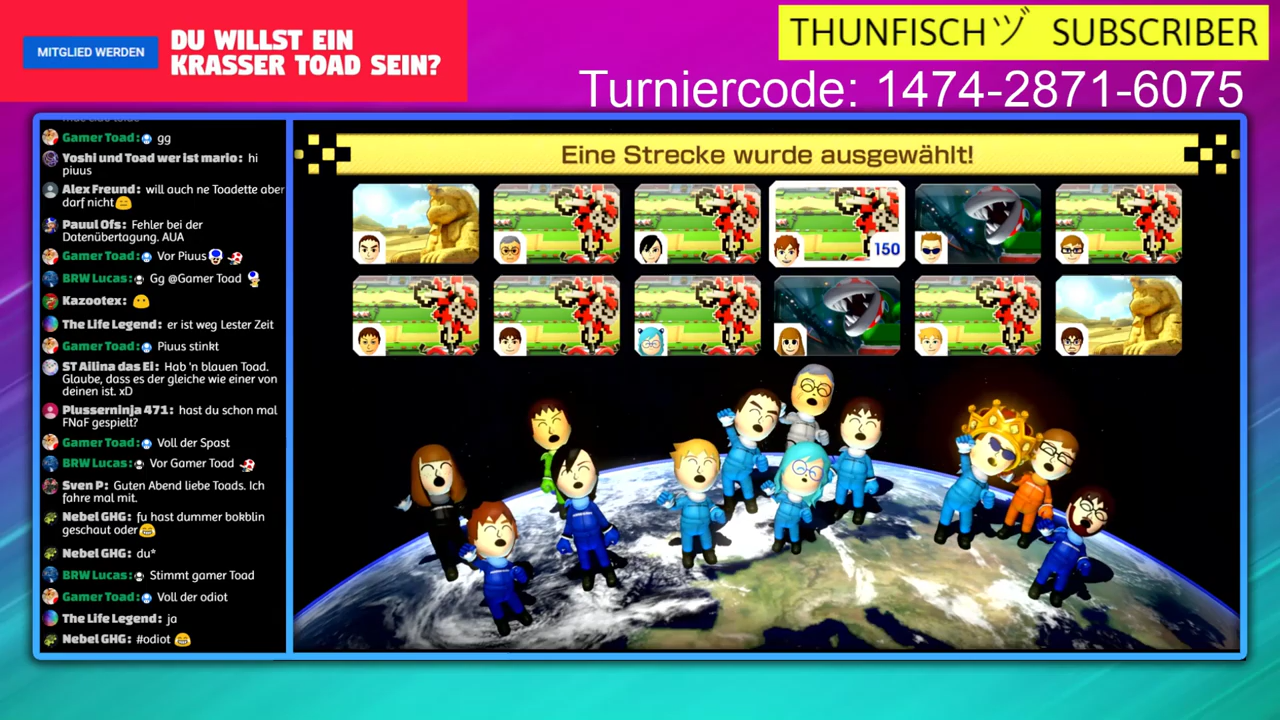 MITGLIED WERDEN
DU WILLST EIN
KRASSER TOAD SEIN?
THUNFISCHヅ SUBSCRIBER
Turniercode: 1474-2871-6075
Gamer Toad: gg
Yoshi und Toad wer ist mario: hi
piuus
Alex Freund: will auch ne Toadette aber
darf nicht
Pauul Ofs: Fehler bei der
Datenübertagung. AUA
Gamer Toad: Vor Piuus
BRW Lucas: Gg @Gamer Toad
Kazootex:
The Life Legend: er ist weg Lester Zeit
Gamer Toad: Piuus stinkt
ST Ailina das Ei: Hab 'n blauen Toad.
Glaube, dass es der gleiche wie einer von
deinen ist. xD
Plusserninja 471: hast du schon mal
FNaF gespielt?
Gamer Toad: Voll der Spast
BRW Lucas: Vor Gamer Toad
Sven P: Guten Abend liebe Toads. Ich
fahre mal mit.
Nebel GHG: fu hast dummer bokblin
geschaut oder
Nebel GHG: du*
BRW Lucas: Stimmt gamer Toad
Gamer Toad: Voll der odiot
The Life Legend: ja
Nebel GHG: #odiot
Eine Strecke wurde ausgewählt!
150